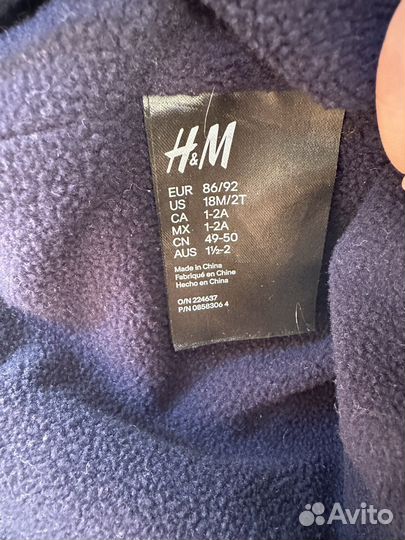 H&M
EUR 86/92
US 18M/2T
CA 1-2A
MX 1-2A
CN 49-50
AUS 1½-2
Made in China
Fabriqué en Chine
Hecho en China
O/N 224637
P/N 0858306 4
Avito